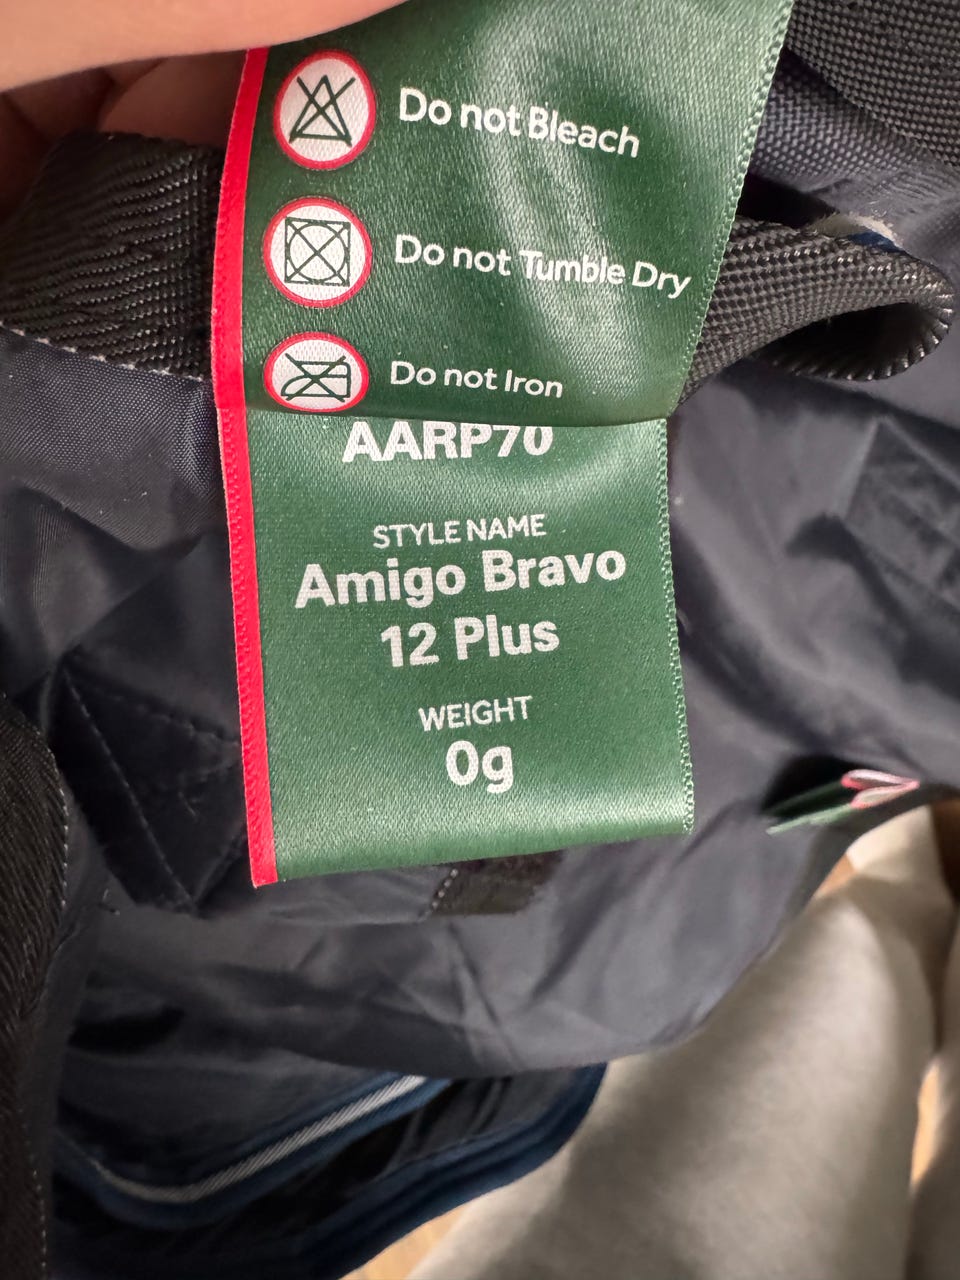 Do not Bleach
Do not Tumble Dry
Do not Iron
AARP70
STYLE NAME
Amigo Bravo
12 Plus
WEIGHT
0g